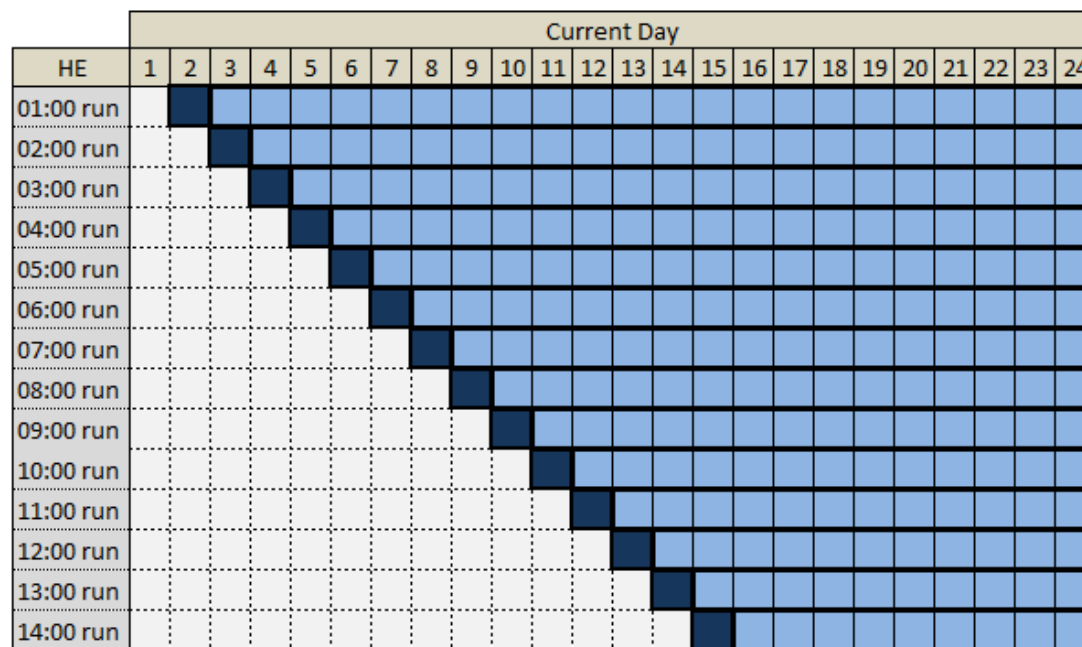 Current Day
HE 1 2 3 4 5 6 7 8 9 10 11 12 13 14 15 16 17 18 19 20 21 22 23 24
01:00 run
02:00 run
03:00 run
04:00 run
05:00 run
06:00 run
07:00 run
08:00 run
09:00 run
10:00 run
11:00 run
12:00 run
13:00 run
14:00 run